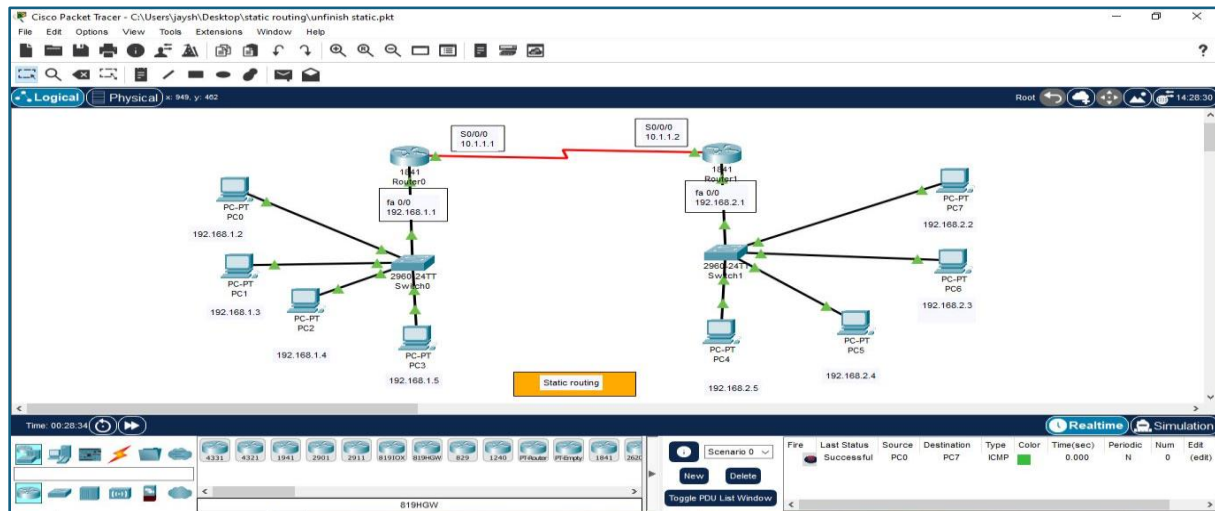 Cisco Packet Tracer - C:\Users\jaysh\Desktop\static routing\unfinish static.pkt
File Edit Options View Tools Extensions Window Help
?
Logical Physical x: 949, y: 462 Root 14:28:30
S0/0/0
10.1.1.1
S0/0/0
10.1.1.2
1841
Router0
1841
Router1
fa 0/0
192.168.1.1
fa 0/0
192.168.2.1
PC-PT
PC0
192.168.1.2
PC-PT
PC7
192.168.2.2
2960-24TT
Switch0
2960-24TT
Switch1
PC-PT
PC1
192.168.1.3
PC-PT
PC6
192.168.2.3
PC-PT
PC2
192.168.1.4
PC-PT
PC3
192.168.1.5
PC-PT
PC4
192.168.2.5
PC-PT
PC5
192.168.2.4
Static routing
Time: 00:28:34 Realtime Simulation
4331 4321 1941 2901 2911 819IOX 819HGW 829 1240 PT-Router PT-Empty 1841 2620
819HGW
Scenario 0
New Delete
Toggle PDU List Window
Fire Last Status Source Destination Type Color Time(sec) Periodic Num Edit
Successful PC0 PC7 ICMP 0.000 N 0 (edit)